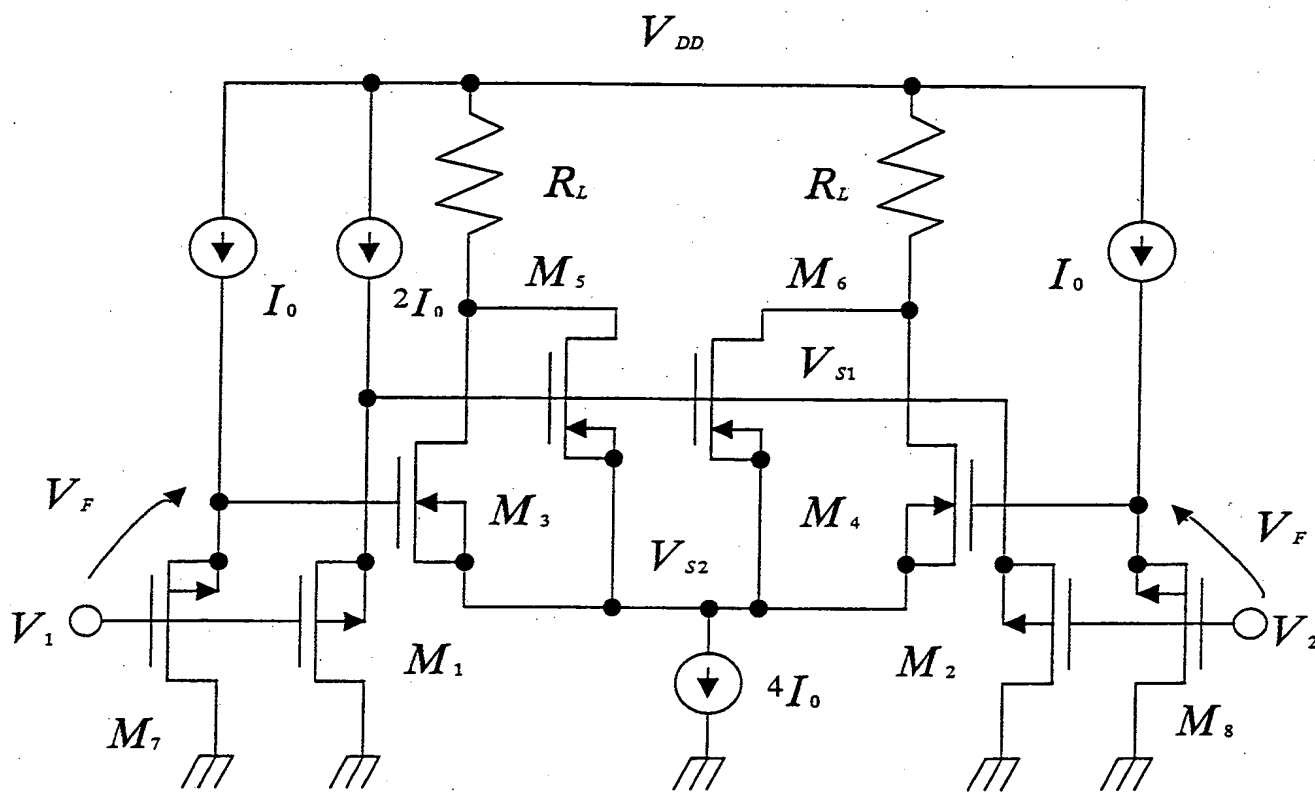 V_DD
R_L R_L
M_5 M_6
I_0 2I_0 I_0
V_S1
V_F M_3 M_4 V_F
V_S2
V_1 V_2
M_1 M_2
4I_0
M_7 M_8